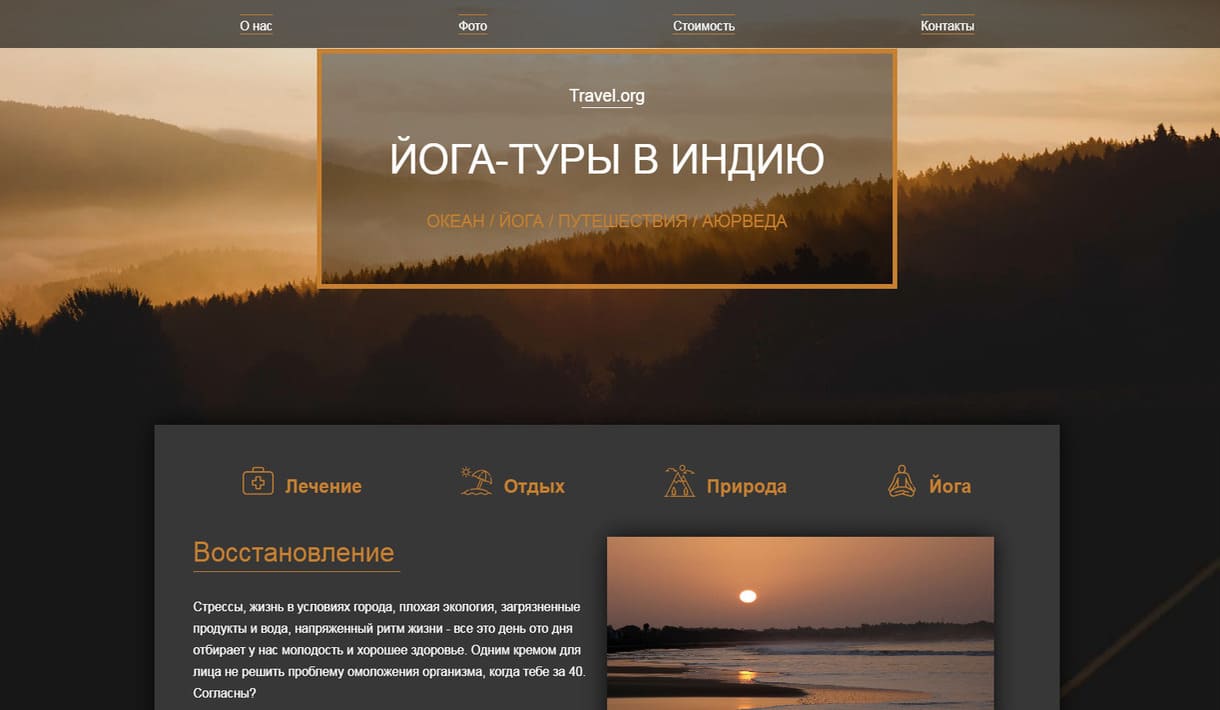 О нас Фото Стоимость Контакты
Travel.org
ЙОГА-ТУРЫ В ИНДИЮ
ОКЕАН / ЙОГА / ПУТЕШЕСТВИЯ / АЮРВЕДА
Лечение Отдых Природа Йога
Восстановление
Стрессы, жизнь в условиях города, плохая экология, загрязненные
продукты и вода, напряженный ритм жизни - все это день ото дня
отбирает у нас молодость и хорошее здоровье. Одним кремом для
лица не решить проблему омоложения организма, когда тебе за 40.
Согласны?